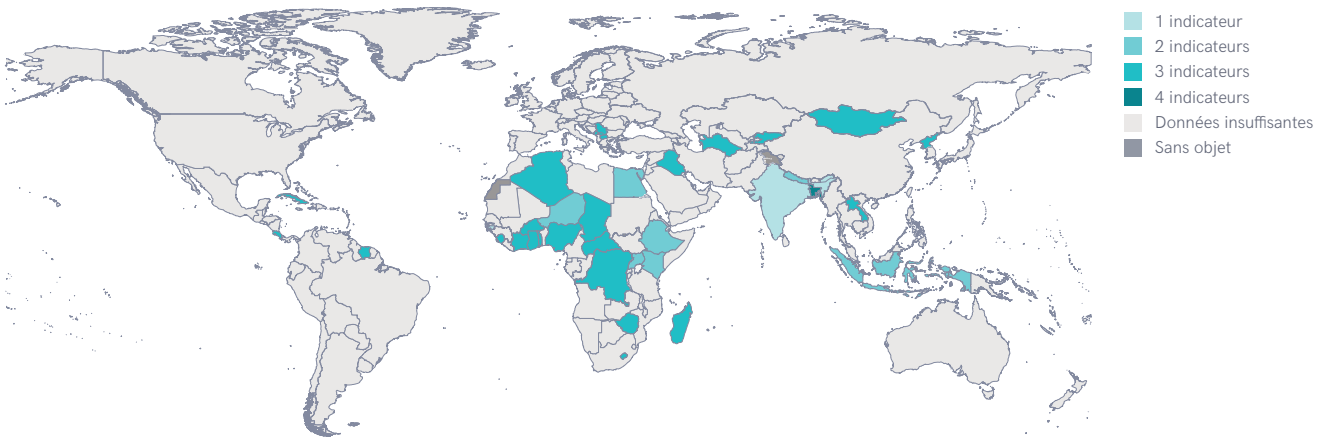 1 indicateur
2 indicateurs
3 indicateurs
4 indicateurs
Données insuffisantes
Sans objet